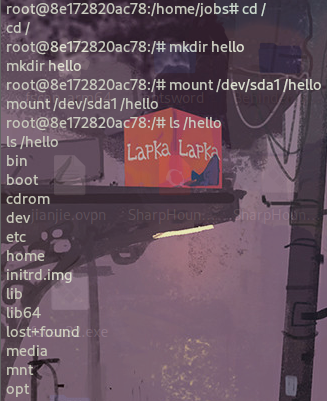 root@8e172820ac78:/home/jobs# cd /
cd /
root@8e172820ac78:/# mkdir hello
mkdir hello
root@8e172820ac78:/# mount /dev/sda1 /hello
mount /dev/sda1 /hello
root@8e172820ac78:/# ls /hello
ls /hello
Lapka Lapka
bin
boot
cdrom
dev
etc
home
initrd.img
lib
lib64
lost+found
media
mnt
opt